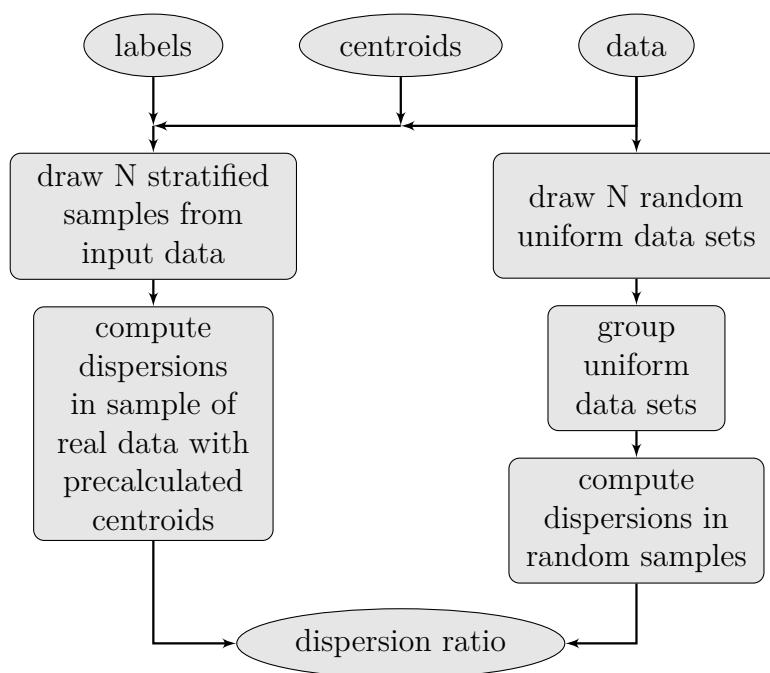 labels
centroids
data
draw N stratified
samples from
input data
draw N random
uniform data sets
compute
dispersions
in sample of
real data with
precalculated
centroids
group
uniform
data sets
compute
dispersions in
random samples
dispersion ratio